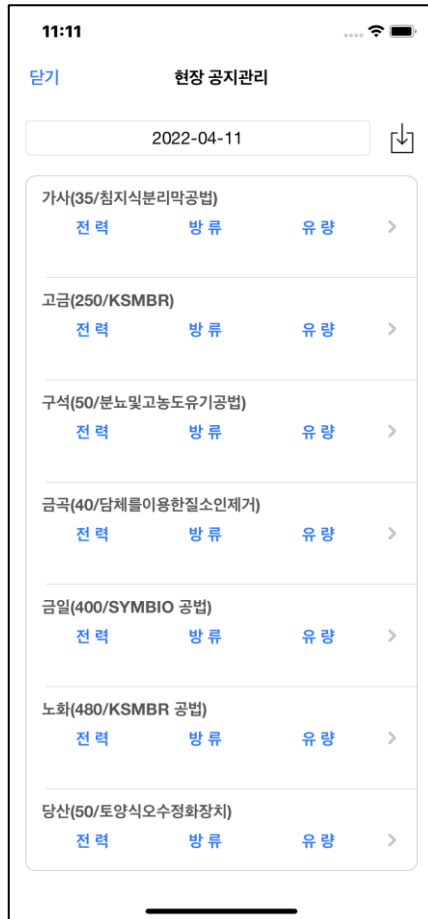 11:11
닫기 현장 공지관리
2022-04-11
가사(35/침지식분리막공법)
전 력 방 류 유 량
고금(250/KSMBR)
전 력 방 류 유 량
구석(50/분뇨및고농도유기공법)
전 력 방 류 유 량
금곡(40/담체를이용한질소인제거)
전 력 방 류 유 량
금일(400/SYMBIO 공법)
전 력 방 류 유 량
노화(480/KSMBR 공법)
전 력 방 류 유 량
당산(50/토양식오수정화장치)
전 력 방 류 유 량